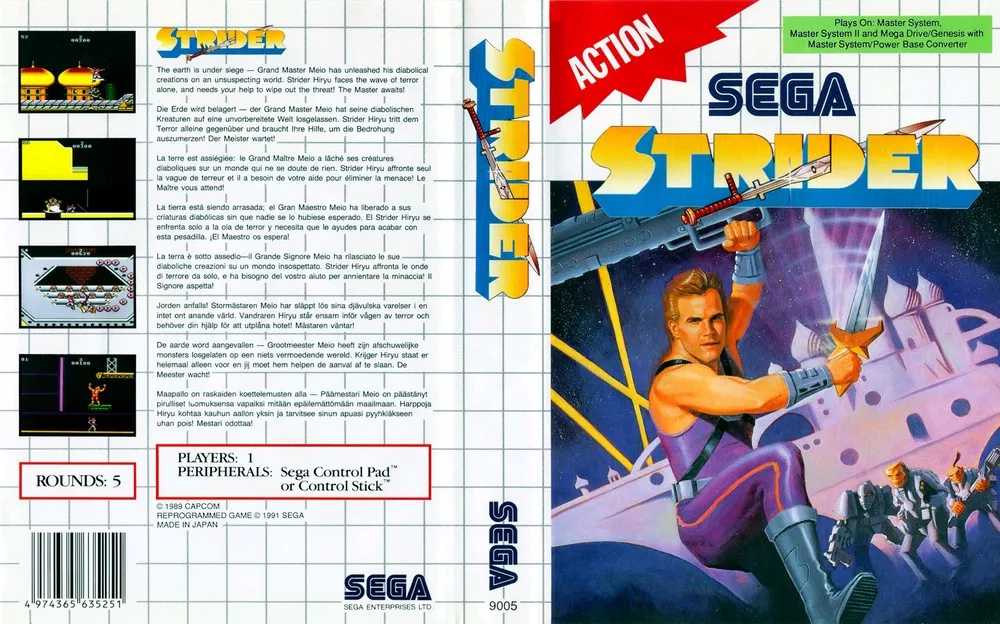 STRIDER
The earth is under siege — Grand Master Meio has unleashed his diabolical
creations on an unsuspecting world. Strider Hiryu faces the wave of terror
alone, and needs your help to wipe out the threat! The Master awaits!
Die Erde wird belagert — der Grand Master Meio hat seine diabolischen
Kreaturen auf eine unvorbereitete Welt losgelassen. Strider Hiryu tritt dem
Terror alleine gegenüber und braucht Ihre Hilfe, um die Bedrohung
auszumerzen! Der Meister wartet!
La terre est assiégiée: le Grand Maître Meio a lâché ses créatures
diaboliques sur un monde qui ne se doute de rien. Strider Hiryu affronte seul
la vague de terreur et il a besoin de votre aide pour éliminer la menace! Le
Maître vous attend!
La tierra está siendo arrasada; el Gran Maestro Meio ha liberado a sus
criaturas diabólicas sin que nadie se lo hubiese esperado. El Strider Hiryu se
enfrenta solo a la ola de terror y necesita que le ayudes para acabar con
esta pesadilla. ¡El Maestro os espera!
La terra è sotto assedio—il Grande Signore Meio ha rilasciato le sue
diaboliche creazioni su un mondo insospettato. Strider Hiryu affronta le onde
di terrore da solo, e ha bisogno del vostro aiuto per annientare la minaccia! Il
Signore aspetta!
Jorden anfalls! Stormästaren Meio har släppt lös sina djävulska varelser i en
intet ont anande värld. Vandraren Hiryu står ensam inför vågen av terror och
behöver din hjälp för att utplåna hotet! Mästaren väntar!
De aarde word aangevallen — Grootmeester Meio heeft zijn afschuwelijke
monsters losgelaten op een niets vermoedende wereld. Krijger Hiryu staat er
helemaal alleen voor en jij moet hem helpen de aanval af te slaan. De
Meester wacht!
Maapallo on raskaiden koettelemusten alla — Päämestari Meio on päästänyt
pirulliset luomuksensa vapaiksi mitään epäilemättömään maailmaan. Harppoja
Hiryu kohtaa kauhun aallon yksin ja tarvitsee sinun apuasi pyyhkiäkseen
uhan pois! Mestari odottaa!
ROUNDS: 5
PLAYERS: 1
PERIPHERALS: Sega Control Pad™
or Control Stick™
© 1989 CAPCOM
REPROGRAMMED GAME © 1991 SEGA
MADE IN JAPAN
4 974365 635251
SEGA
SEGA ENTERPRISES LTD.
STRIDER
SEGA
9005
ACTION
Plays On: Master System,
Master System II and Mega Drive/Genesis with
Master System/Power Base Converter
SEGA
STRIDER